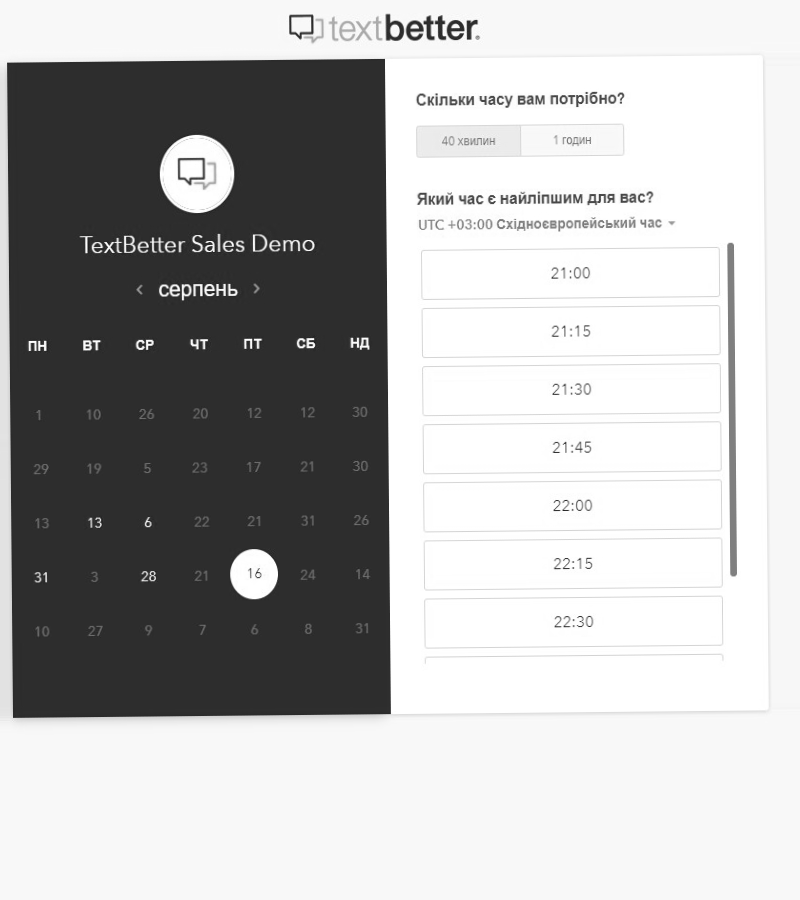 textbetter.
TextBetter Sales Demo
серпень
ПН ВТ СР ЧТ ПТ СБ НД
1 10 26 20 12 12 30
29 19 5 23 17 21 30
13 13 6 22 21 31 26
31 3 28 21 16 24 14
10 27 9 7 6 8 31
Скільки часу вам потрібно?
40 хвилин 1 годин
Який час є найліпшим для вас?
UTC +03:00 Східноєвропейський час
21:00
21:15
21:30
21:45
22:00
22:15
22:30